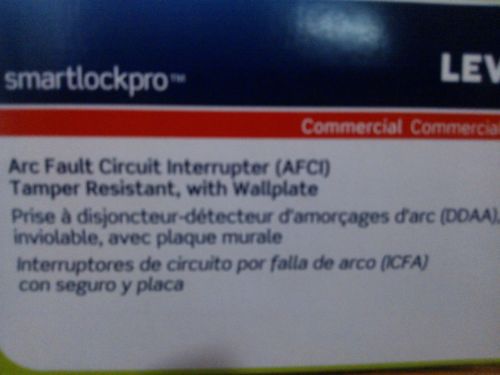 smartlockpro™
LEV
Commercial Commercial
Arc Fault Circuit Interrupter (AFCI)
Tamper Resistant, with Wallplate
Prise à disjoncteur-détecteur d'amorçages d'arc (DDAA),
inviolable, avec plaque murale
Interruptores de circuito por falla de arco (ICFA)
con seguro y placa